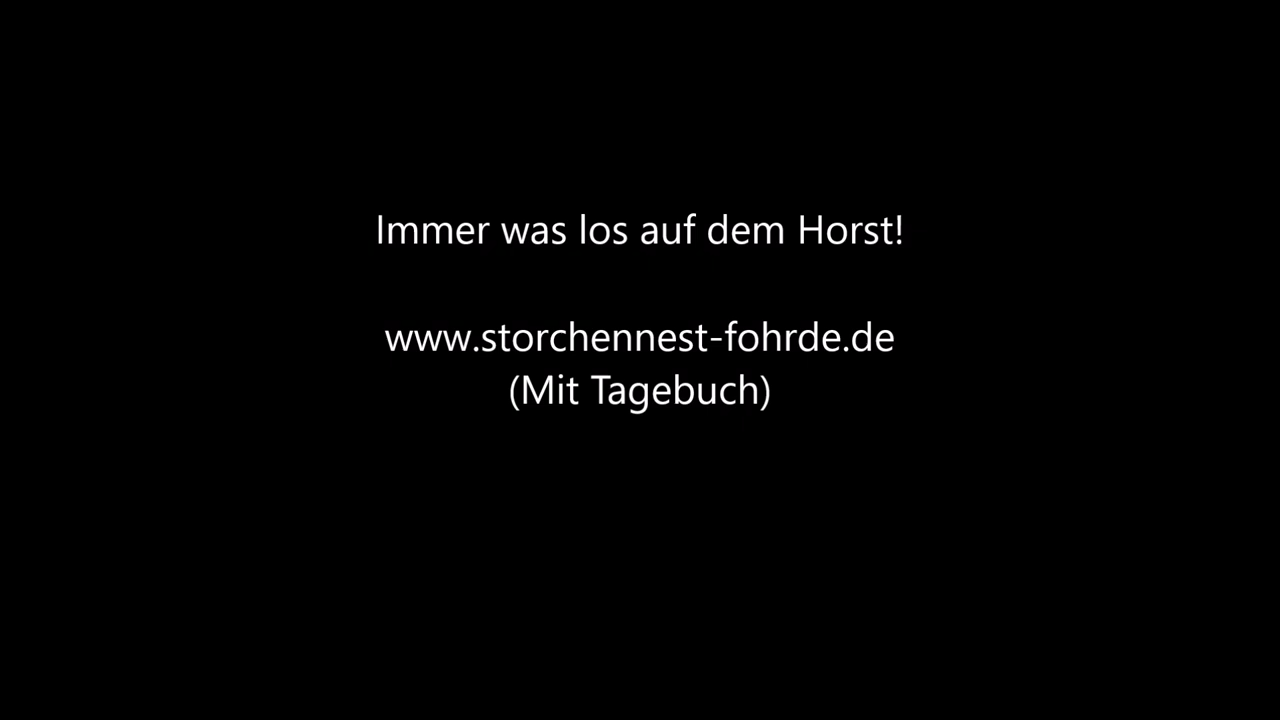 Immer was los auf dem Horst!
www.storchennest-fohrde.de
(Mit Tagebuch)